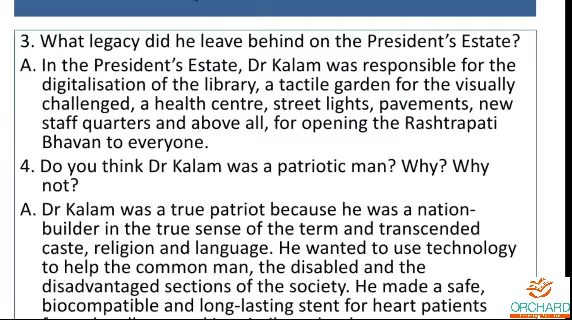 3. What legacy did he leave behind on the President's Estate?
A. In the President's Estate, Dr Kalam was responsible for the
digitalisation of the library, a tactile garden for the visually
challenged, a health centre, street lights, pavements, new
staff quarters and above all, for opening the Rashtrapati
Bhavan to everyone.
4. Do you think Dr Kalam was a patriotic man? Why? Why
not?
A. Dr Kalam was a true patriot because he was a nation-
builder in the true sense of the term and transcended
caste, religion and language. He wanted to use technology
to help the common man, the disabled and the
disadvantaged sections of the society. He made a safe,
biocompatible and long-lasting stent for heart patients
ORCHARD